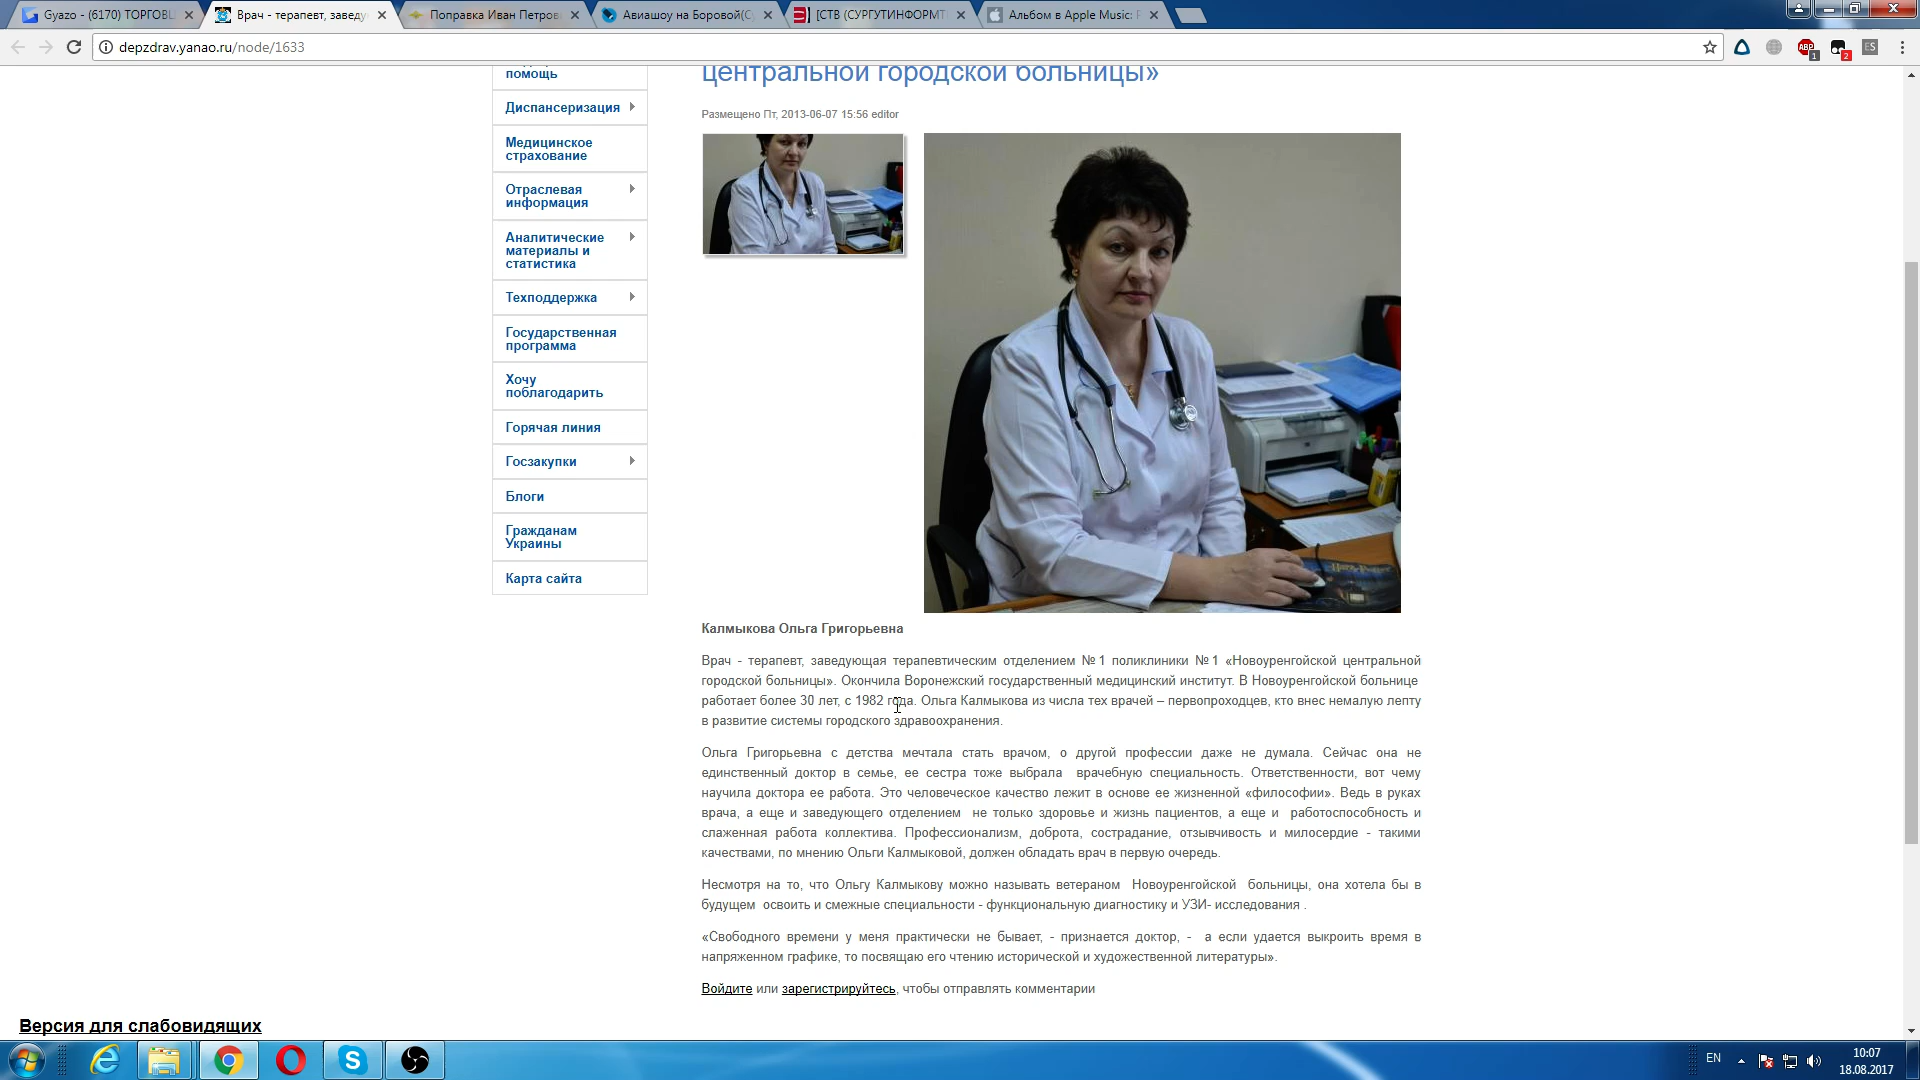 Gyazo - (6170) ТОРГОВЦ
Врач - терапевт, заведу
Поправка Иван Петров
Авиашоу на Боровой(Су
[СТВ (СУРГУТИНФОРМТ
Альбом в Apple Music: F
depzdrav.yanao.ru/node/1633
помощь
Диспансеризация
Медицинское
страхование
Отраслевая
информация
Аналитические
материалы и
статистика
Техподдержка
Государственная
программа
Хочу
поблагодарить
Горячая линия
Госзакупки
Блоги
Гражданам
Украины
Карта сайта
центральной городской больницы»
Размещено Пт, 2013-06-07 15:56 editor
Калмыкова Ольга Григорьевна
Врач - терапевт, заведующая терапевтическим отделением №1 поликлиники №1 «Новоуренгойской центральной
городской больницы». Окончила Воронежский государственный медицинский институт. В Новоуренгойской больнице
работает более 30 лет, с 1982 года. Ольга Калмыкова из числа тех врачей – первопроходцев, кто внес немалую лепту
в развитие системы городского здравоохранения.
Ольга Григорьевна с детства мечтала стать врачом, о другой профессии даже не думала. Сейчас она не
единственный доктор в семье, ее сестра тоже выбрала врачебную специальность. Ответственности, вот чему
научила доктора ее работа. Это человеческое качество лежит в основе ее жизненной «философии». Ведь в руках
врача, а еще и заведующего отделением не только здоровье и жизнь пациентов, а еще и работоспособность и
слаженная работа коллектива. Профессионализм, доброта, сострадание, отзывчивость и милосердие - такими
качествами, по мнению Ольги Калмыковой, должен обладать врач в первую очередь.
Несмотря на то, что Ольгу Калмыкову можно называть ветераном Новоуренгойской больницы, она хотела бы в
будущем освоить и смежные специальности - функциональную диагностику и УЗИ- исследования .
«Свободного времени у меня практически не бывает, - признается доктор, - а если удается выкроить время в
напряженном графике, то посвящаю его чтению исторической и художественной литературы».
Войдите или зарегистрируйтесь, чтобы отправлять комментарии
Версия для слабовидящих
EN
10:07
18.08.2017